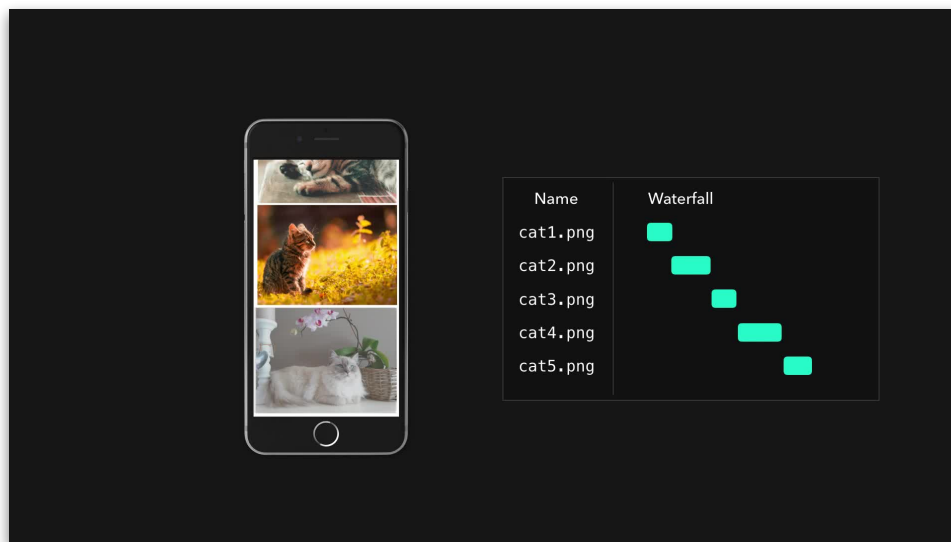 Name Waterfall
cat1.png
cat2.png
cat3.png
cat4.png
cat5.png